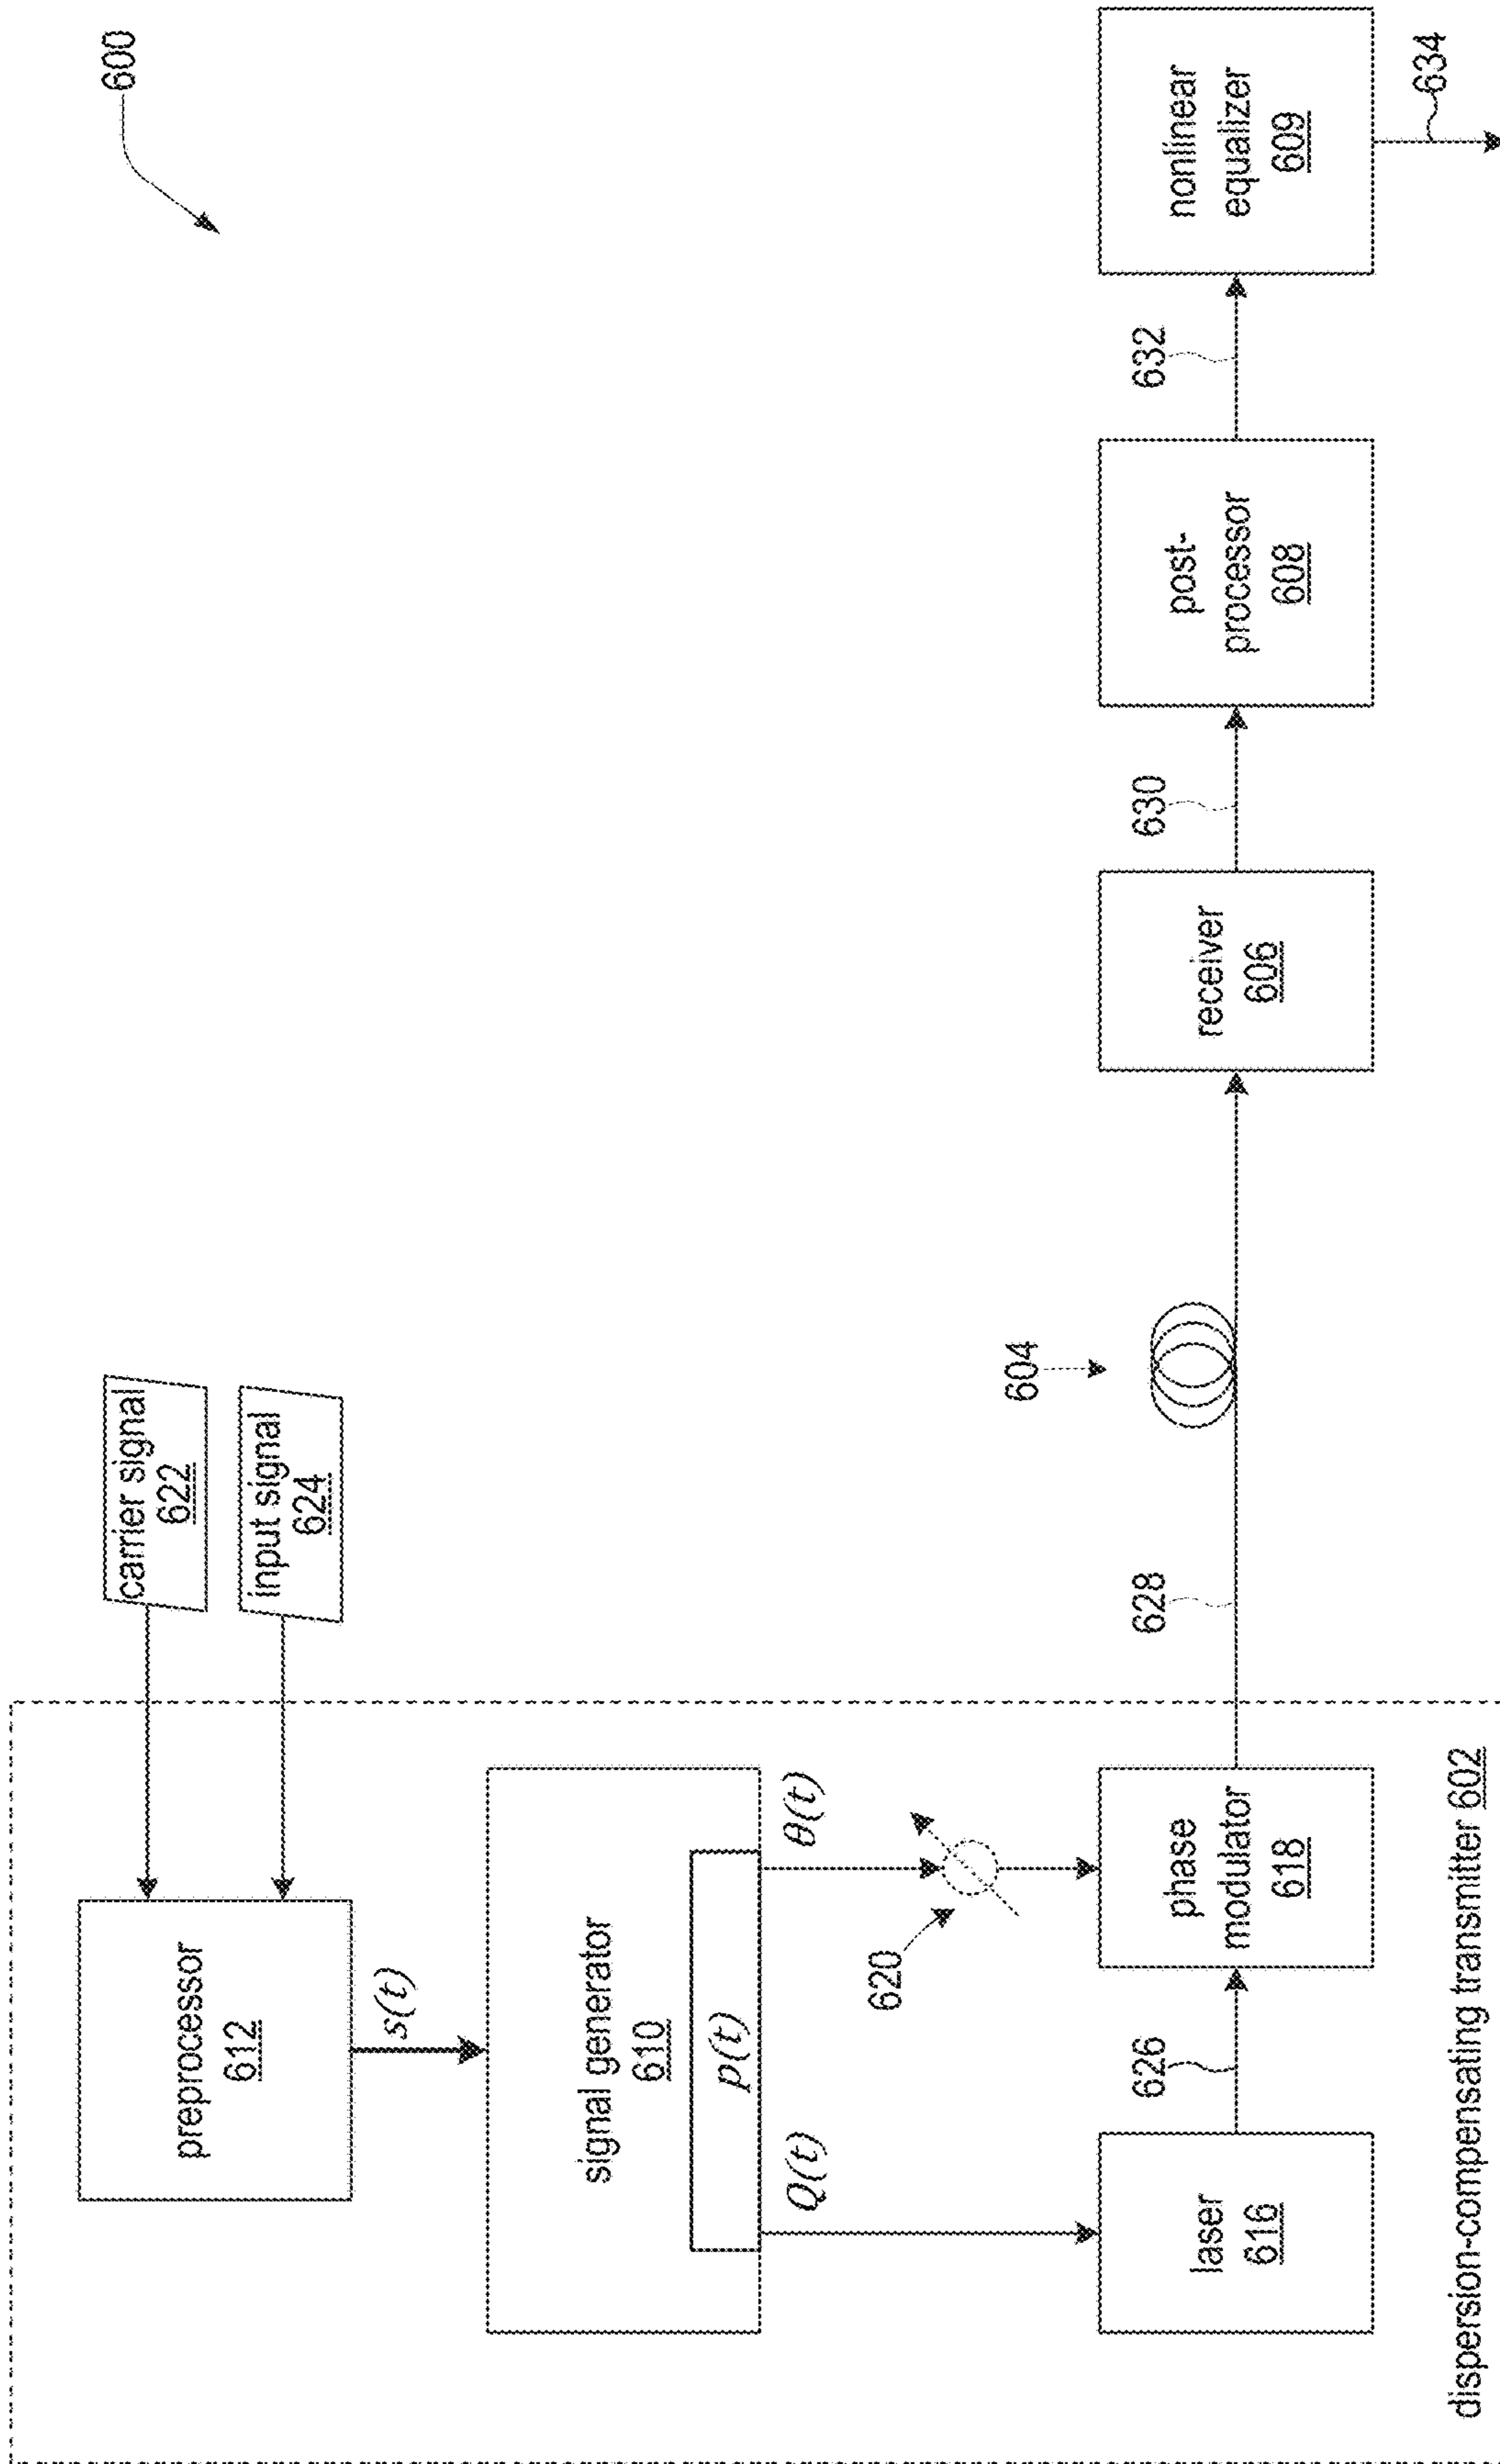 600
carrier signal
622
input signal
624
preprocessor
612
s(t)
signal generator
610
p(t)
Q(t)
θ(t)
620
laser
616
626
phase
modulator
618
628
604
receiver
606
630
post-
processor
608
632
nonlinear
equalizer
609
634
dispersion-compensating transmitter 602